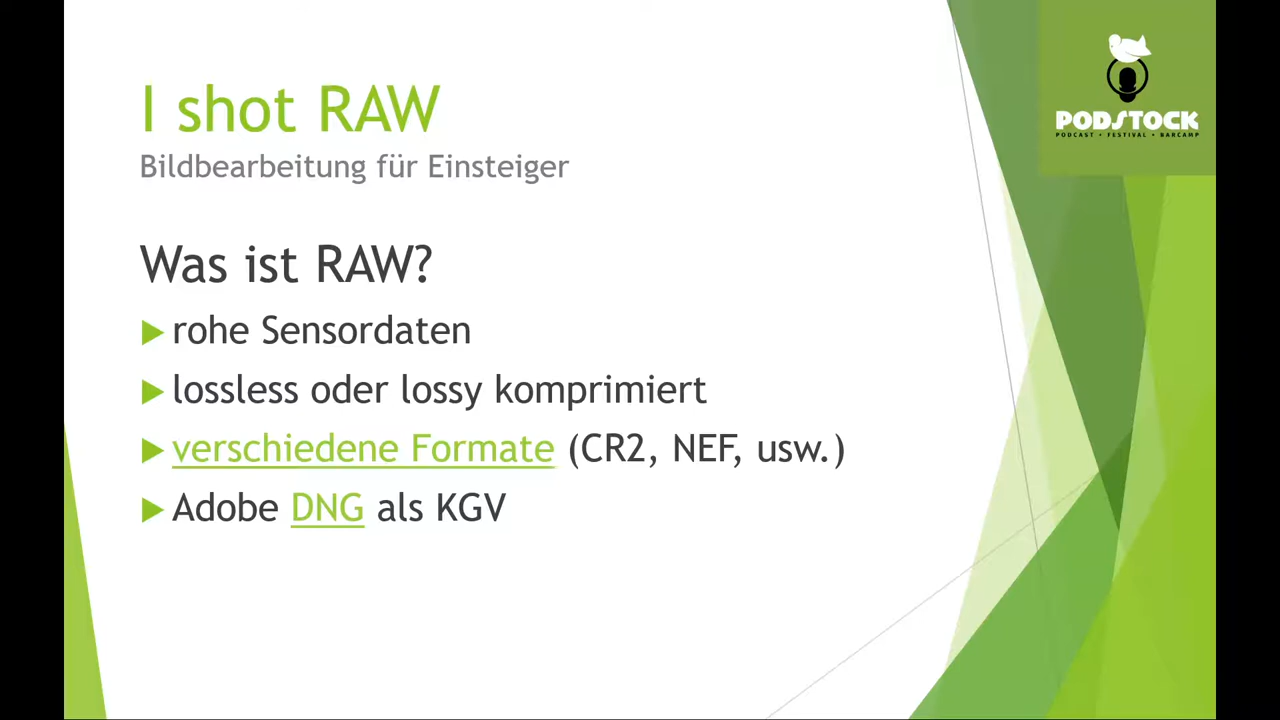 I shot RAW
Bildbearbeitung für Einsteiger
PODSTOCK
PODCAST • FESTIVAL • BARCAMP
Was ist RAW?
rohe Sensordaten
lossless oder lossy komprimiert
verschiedene Formate (CR2, NEF, usw.)
Adobe DNG als KGV